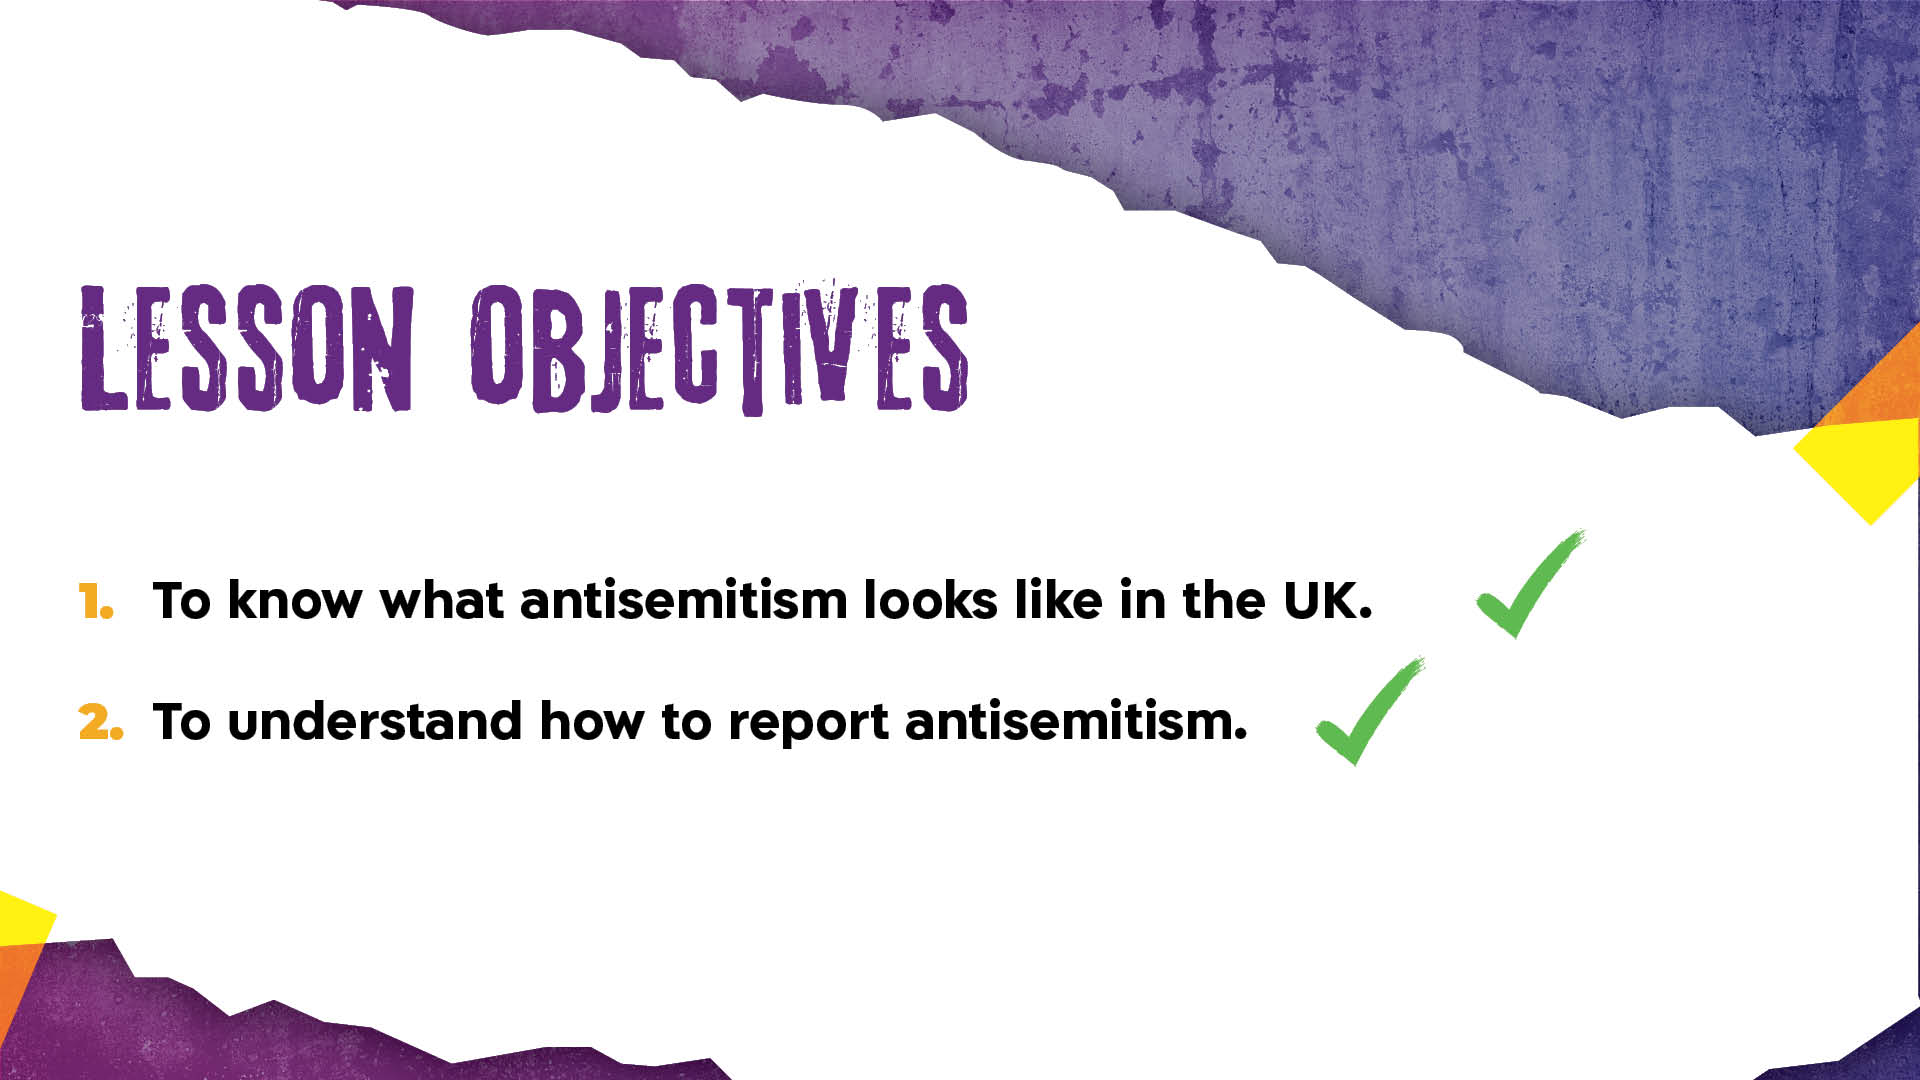 LESSON OBJECTIVES
1. To know what antisemitism looks like in the UK.
2. To understand how to report antisemitism.